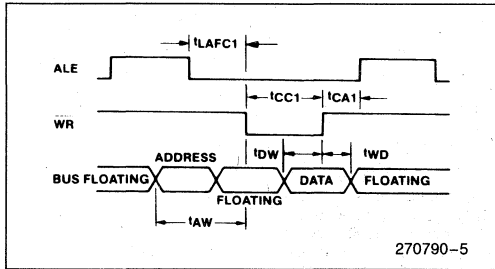 tLAFC1
ALE
tCC1 tCA1
WR
ADDRESS tDW tWD
BUS FLOATING DATA FLOATING
FLOATING
tAW
270790-5